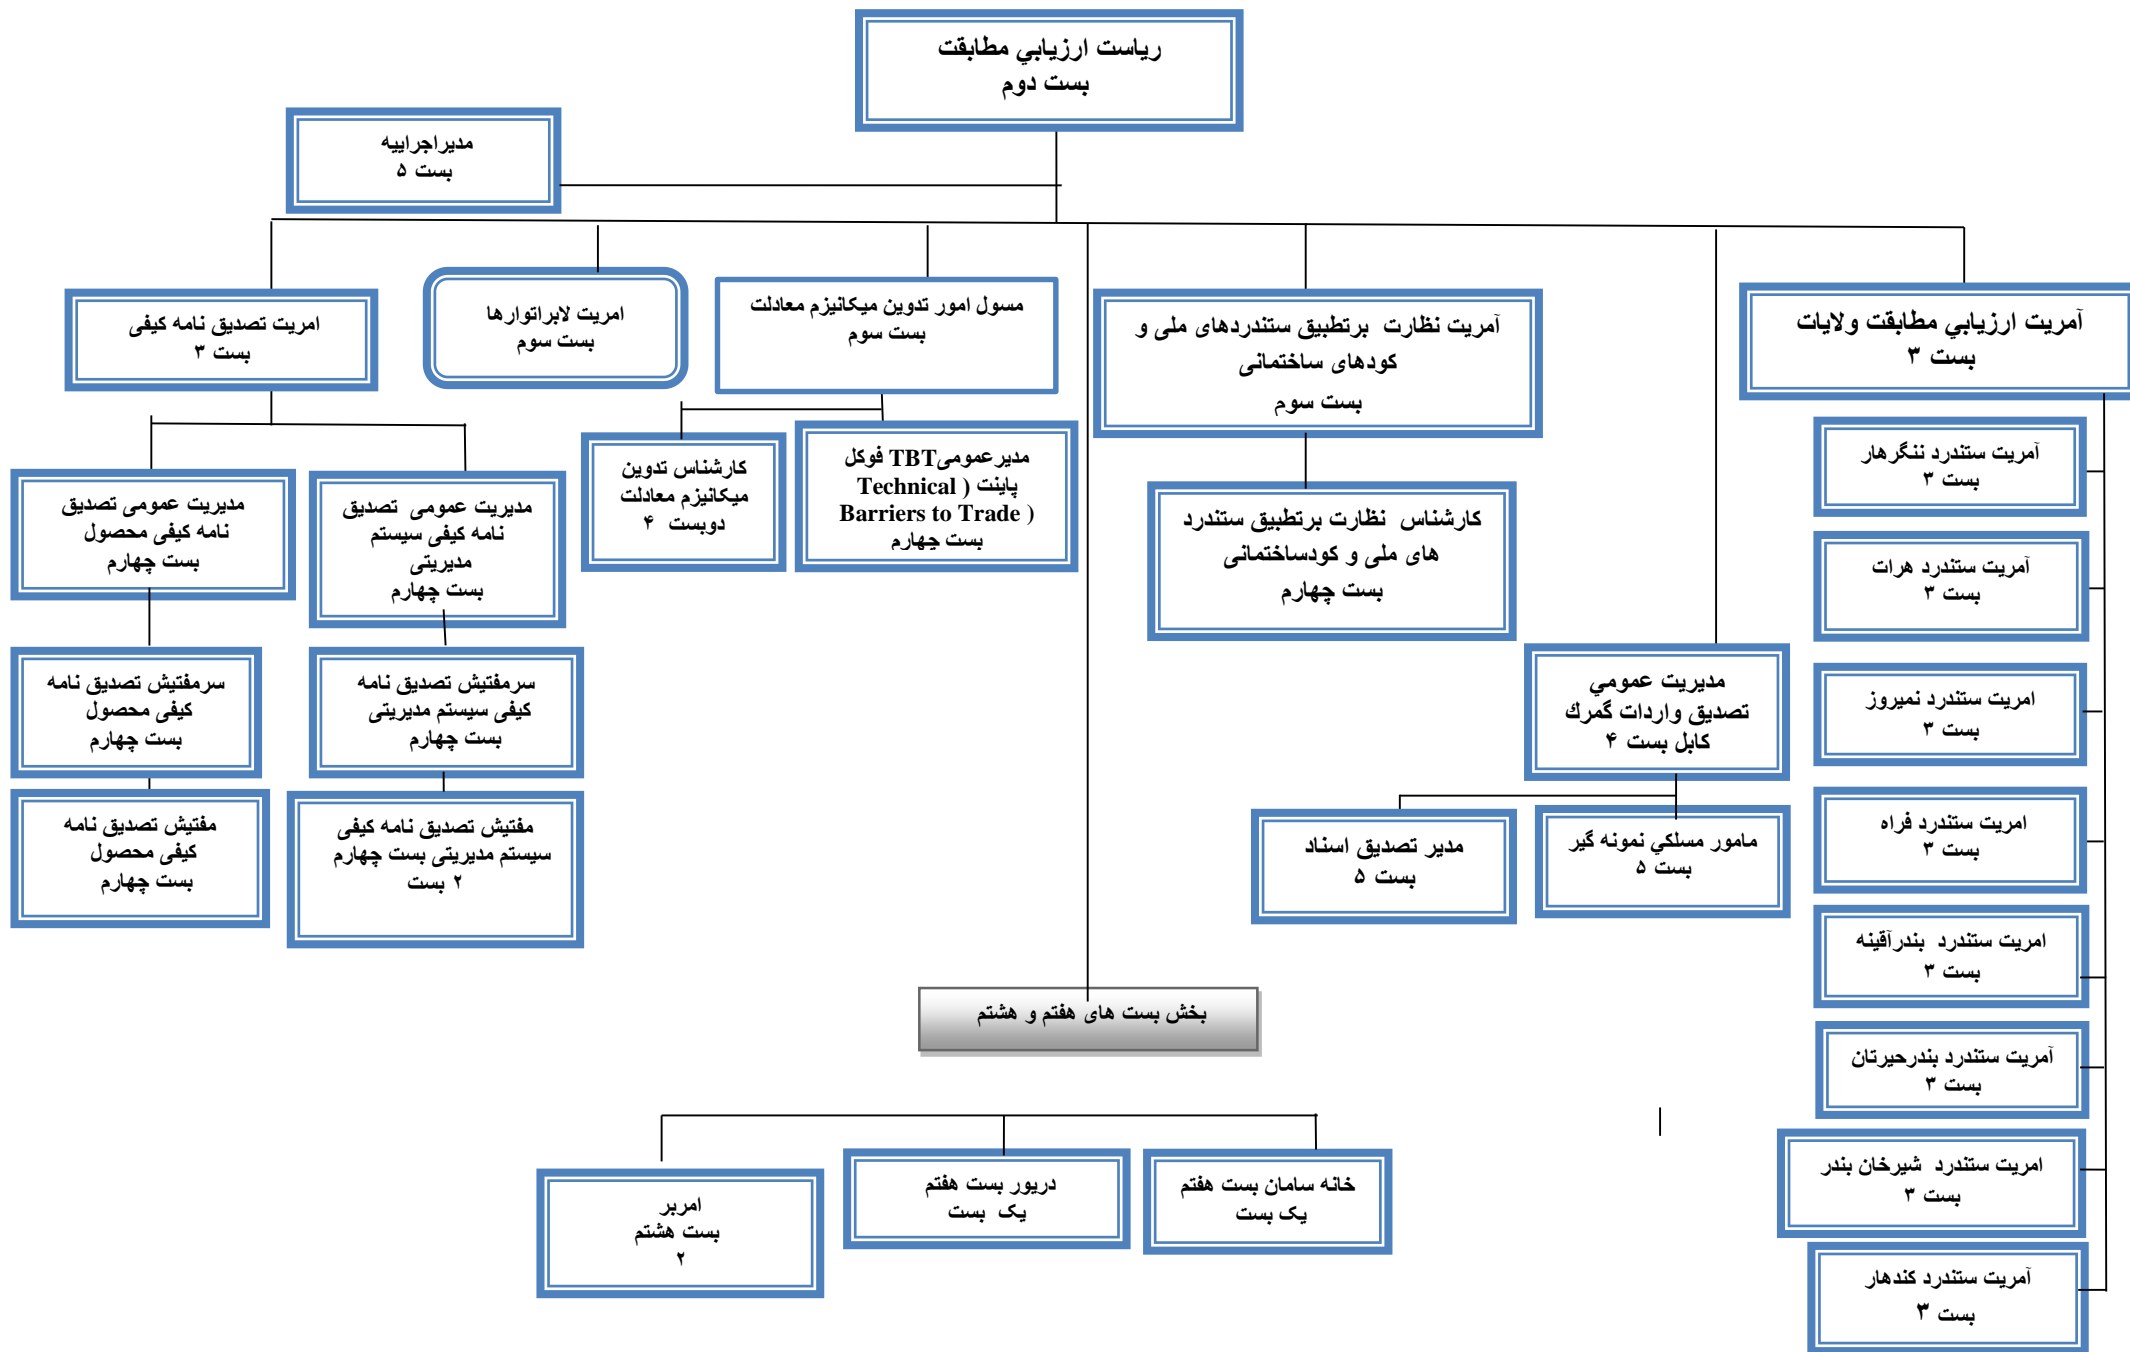 ریاست ارزیابي مطابقت
بست دوم
مدیراجراییه
بست ۵
آمریت ارزیابي مطابقت ولایات
بست ۳
آمریت نظارت برتطبیق ستندردهای ملی و
کودهای ساختمانی
بست سوم
مسول امور تدوین میکانیزم معادلت
بست سوم
امریت لابراتوارها
بست سوم
امریت تصدیق نامه کیفی
بست ۳
آمریت ستندرد ننگرهار
بست ۳
آمریت ستندرد هرات
بست ۳
امریت ستندرد نمیروز
بست ۳
امریت ستندرد فراه
بست ۳
امریت ستندرد بندرآقینه
بست ۳
آمریت ستندرد بندرحیرتان
بست ۳
امریت ستندرد شیرخان بندر
بست ۳
آمریت ستندرد کندهار
بست ۳
مدیریت عمومي
تصدیق واردات گمرك
کابل بست ۴
مامور مسلکي نمونه گیر
بست ۵
مدیر تصدیق اسناد
بست ۵
کارشناس نظارت برتطبیق ستندرد
های ملی و کودساختمانی
بست چهارم
مدیرعمومیTBT فوکل
پاینت ( Technical
Barriers to Trade )
بست چهارم
کارشناس تدوین
میکانیزم معادلت
دوبست ۴
مدیریت عمومی تصدیق
نامه کیفی سیستم
مدیریتی
بست چهارم
مدیریت عمومی تصدیق
نامه کیفی محصول
بست چهارم
سرمفتیش تصدیق نامه
کیفی سیستم مدیریتی
بست چهارم
سرمفتیش تصدیق نامه
کیفی محصول
بست چهارم
مفتیش تصدیق نامه کیفی
سیستم مدیریتی بست چهارم
۲ بست
مفتیش تصدیق نامه
کیفی محصول
بست چهارم
بخش بست های هفتم و هشتم
خانه سامان بست هفتم
یک بست
دریور بست هفتم
یک بست
امربر
بست هشتم
۲